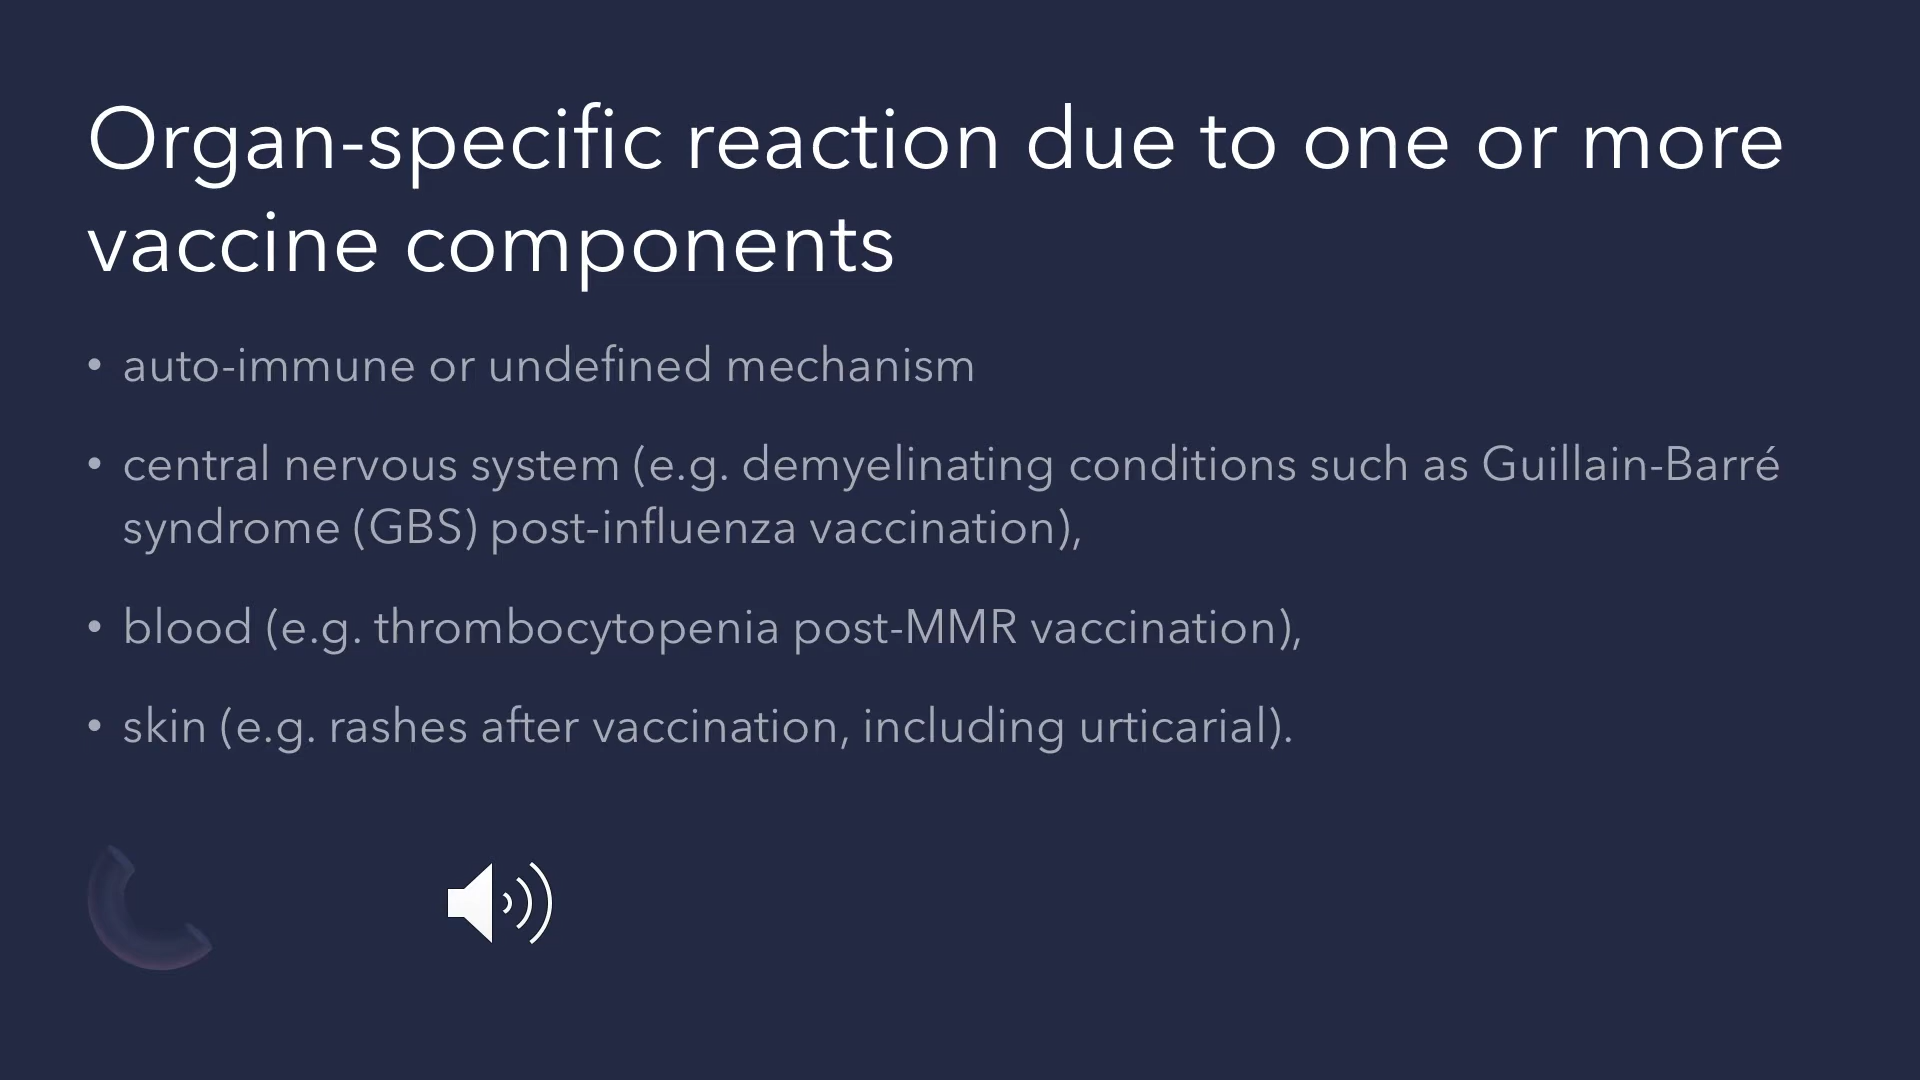 Organ-specific reaction due to one or more
vaccine components
• auto-immune or undefined mechanism
• central nervous system (e.g. demyelinating conditions such as Guillain-Barré
syndrome (GBS) post-influenza vaccination),
• blood (e.g. thrombocytopenia post-MMR vaccination),
• skin (e.g. rashes after vaccination, including urticarial).